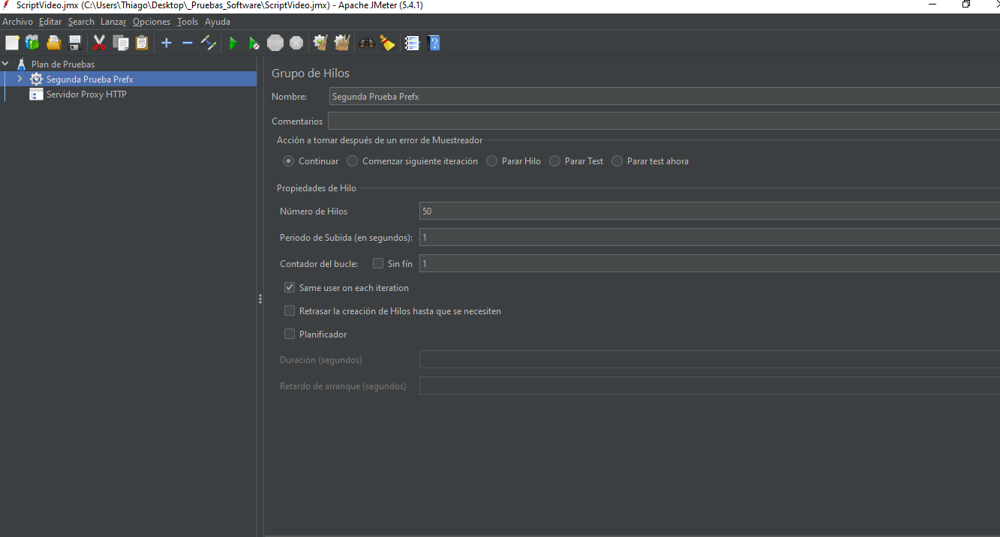 ScriptVideo.jmx (C:\Users\Thiago\Desktop\_Pruebas_Software\ScriptVideo.jmx) - Apache JMeter (5.4.1)
Archivo Editar Search Lanzar Opciones Tools Ayuda
STOP
Plan de Pruebas
Segunda Prueba Prefx
Servidor Proxy HTTP
Grupo de Hilos
Nombre: Segunda Prueba Prefx
Comentarios
Acción a tomar después de un error de Muestreador
Continuar Comenzar siguiente iteración Parar Hilo Parar Test Parar test ahora
Propiedades de Hilo
Número de Hilos 50
Periodo de Subida (en segundos): 1
Contador del bucle: Sin fín 1
Same user on each iteration
Retrasar la creación de Hilos hasta que se necesiten
Planificador
Duración (segundos)
Retardo de arranque (segundos)